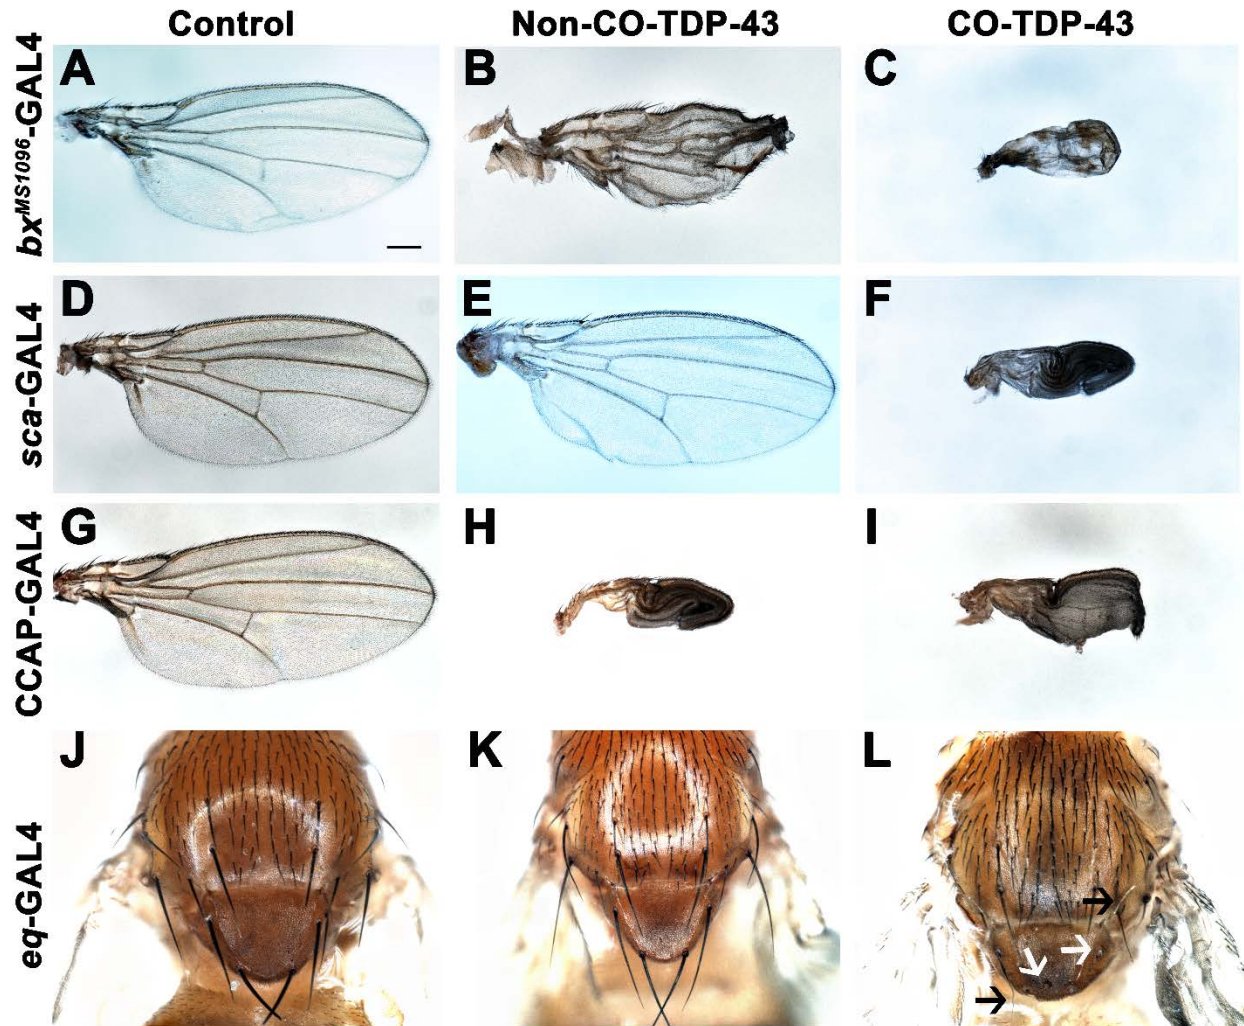 Control Non-CO-TDP-43 CO-TDP-43
bxMS1096-GAL4 A B C
sca-GAL4 D E F
CCAP-GAL4 G H I
eq-GAL4 J K L